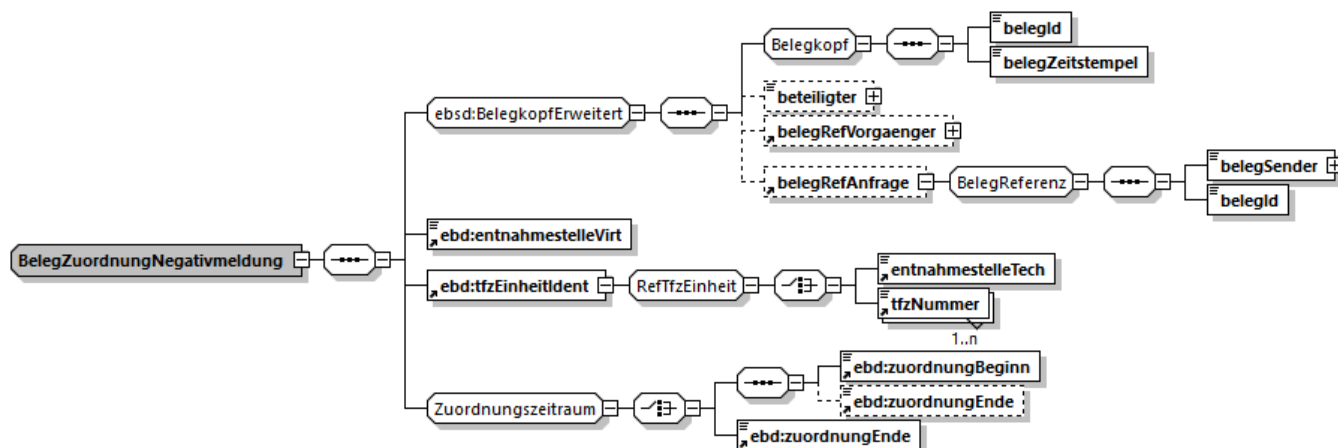 Belegkopf
belegId
belegZeitstempel
ebsd:BelegkopfErweitert
beteiligter
belegRefVorgaenger
belegRefAnfrage
BelegReferenz
belegSender
belegId
BelegZuordnungNegativmeldung
ebd:entnahmestelleVirt
ebd:tfzEinheitIdent
RefTfzEinheit
entnahmestelleTech
tfzNummer
1..n
Zuordnungszeitraum
ebd:zuordnungBeginn
ebd:zuordnungEnde
ebd:zuordnungEnde